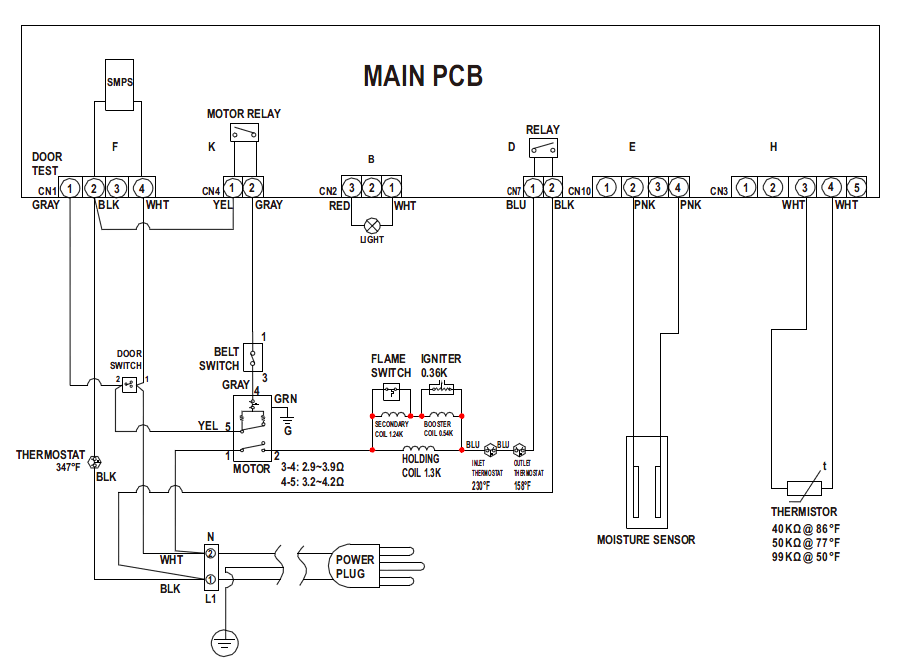 MAIN PCB
SMPS
MOTOR RELAY
RELAY
F
K
B
D
E
H
DOOR
TEST
CN1
1
2
3
4
CN4
1
2
CN2
3
2
1
CN7
1
2
CN10
1
2
3
4
CN3
1
2
3
4
5
GRAY
BLK
WHT
YEL
GRAY
RED
WHT
BLU
BLK
PNK
PNK
WHT
WHT
LIGHT
BELT
SWITCH
1
3
DOOR
SWITCH
2
1
FLAME
SWITCH
IGNITER
0.36K
GRAY
4
GRN
G
YEL
5
SECONDARY
COIL 1.24K
BOOSTER
COIL 0.54K
1
2
MOTOR
3-4: 2.9~3.9Ω
4-5: 3.2~4.2Ω
HOLDING
COIL 1.3K
BLU
BLU
INLET
THERMOSTAT
230°F
OUTLET
THERMOSTAT
158°F
THERMOSTAT
347°F
BLK
t
THERMISTOR
40KΩ@86°F
50KΩ@77°F
99KΩ@50°F
MOISTURE SENSOR
N
2
WHT
1
BLK
L1
POWER
PLUG